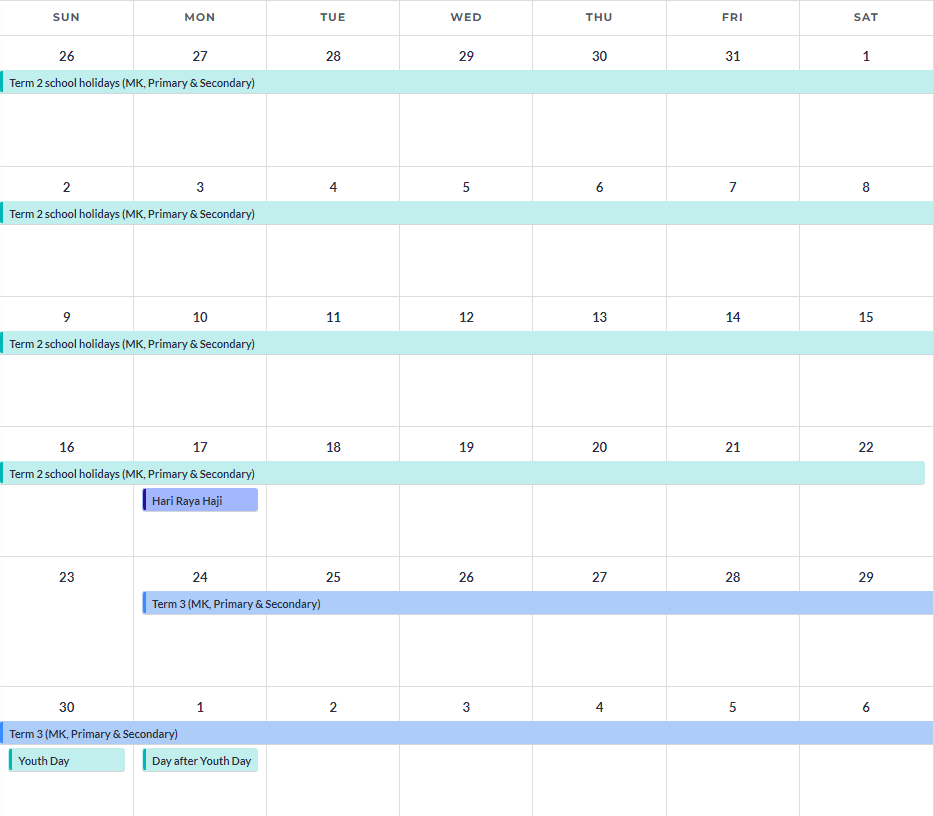 SUN MON TUE WED THU FRI SAT
26 27 28 29 30 31 1
Term 2 school holidays (MK, Primary & Secondary)
2 3 4 5 6 7 8
Term 2 school holidays (MK, Primary & Secondary)
9 10 11 12 13 14 15
Term 2 school holidays (MK, Primary & Secondary)
16 17 18 19 20 21 22
Term 2 school holidays (MK, Primary & Secondary)
Hari Raya Haji
23 24 25 26 27 28 29
Term 3 (MK, Primary & Secondary)
30 1 2 3 4 5 6
Term 3 (MK, Primary & Secondary)
Youth Day Day after Youth Day